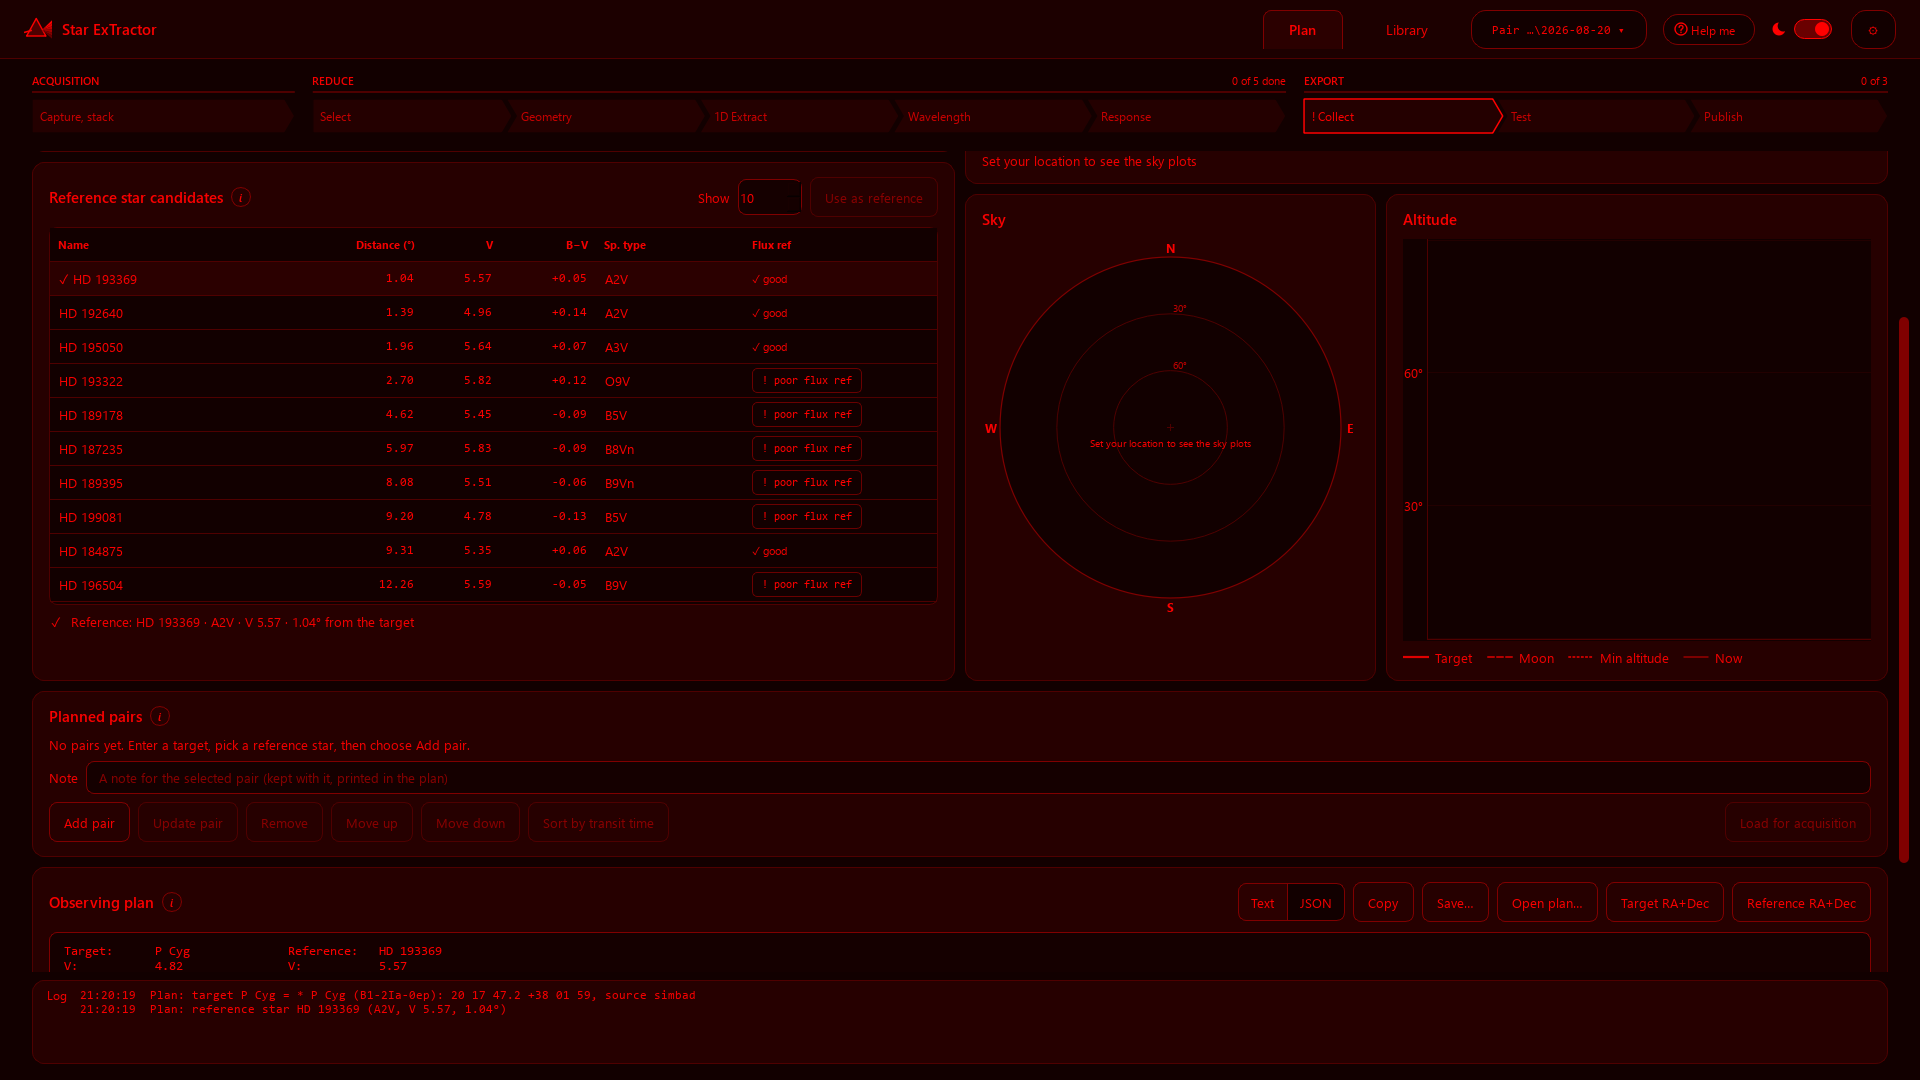 Star ExTractor
Plan
Library
Pair …\2026-08-20 ▾
Help me
ACQUISITION
REDUCE
0 of 5 done
EXPORT
0 of 3
Capture, stack
Select
Geometry
1D Extract
Wavelength
Response
! Collect
Test
Publish
Set your location to see the sky plots
Reference star candidates i
Show 10
Use as reference
Name Distance (°) V B−V Sp. type Flux ref
✓ HD 193369 1.04 5.57 +0.05 A2V ✓ good
HD 192640 1.39 4.96 +0.14 A2V ✓ good
HD 195050 1.96 5.64 +0.07 A3V ✓ good
HD 193322 2.70 5.82 +0.12 O9V ! poor flux ref
HD 189178 4.62 5.45 -0.09 B5V ! poor flux ref
HD 187235 5.97 5.83 -0.09 B8Vn ! poor flux ref
HD 189395 8.08 5.51 -0.06 B9Vn ! poor flux ref
HD 199081 9.20 4.78 -0.13 B5V ! poor flux ref
HD 184875 9.31 5.35 +0.06 A2V ✓ good
HD 196504 12.26 5.59 -0.05 B9V ! poor flux ref
✓ Reference: HD 193369 · A2V · V 5.57 · 1.04° from the target
Sky
N
30°
60°
W
E
Set your location to see the sky plots
S
Altitude
60°
30°
Target
Moon
Min altitude
Now
Planned pairs i
No pairs yet. Enter a target, pick a reference star, then choose Add pair.
Note A note for the selected pair (kept with it, printed in the plan)
Add pair
Update pair
Remove
Move up
Move down
Sort by transit time
Load for acquisition
Observing plan i
Text
JSON
Copy
Save...
Open plan...
Target RA+Dec
Reference RA+Dec
Target: P Cyg Reference: HD 193369
V: 4.82 V: 5.57
Log 21:20:19 Plan: target P Cyg = * P Cyg (B1-2Ia-0ep): 20 17 47.2 +38 01 59, source simbad
21:20:19 Plan: reference star HD 193369 (A2V, V 5.57, 1.04°)